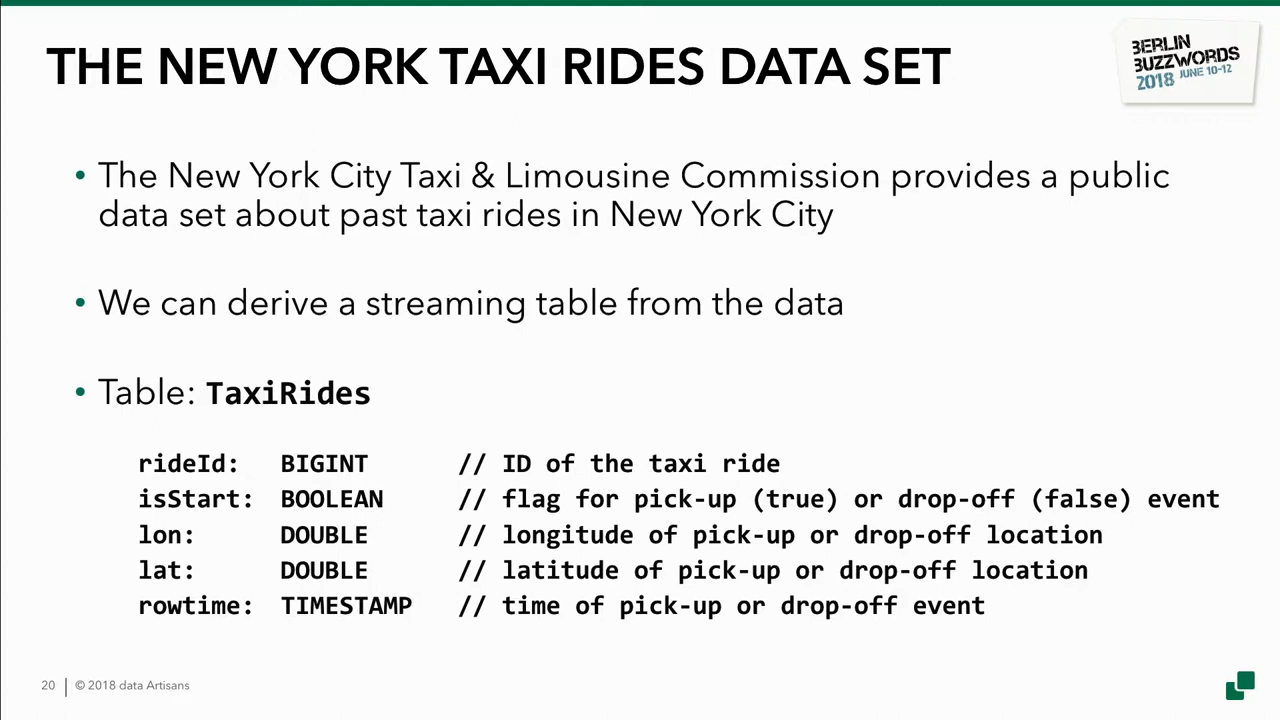 THE NEW YORK TAXI RIDES DATA SET
BERLIN
BUZZWORDS
2018 JUNE 10-12
• The New York City Taxi & Limousine Commission provides a public
data set about past taxi rides in New York City
• We can derive a streaming table from the data
• Table: TaxiRides
rideId: BIGINT // ID of the taxi ride
isStart: BOOLEAN // flag for pick-up (true) or drop-off (false) event
lon: DOUBLE // longitude of pick-up or drop-off location
lat: DOUBLE // latitude of pick-up or drop-off location
rowtime: TIMESTAMP // time of pick-up or drop-off event
20 | © 2018 data Artisans